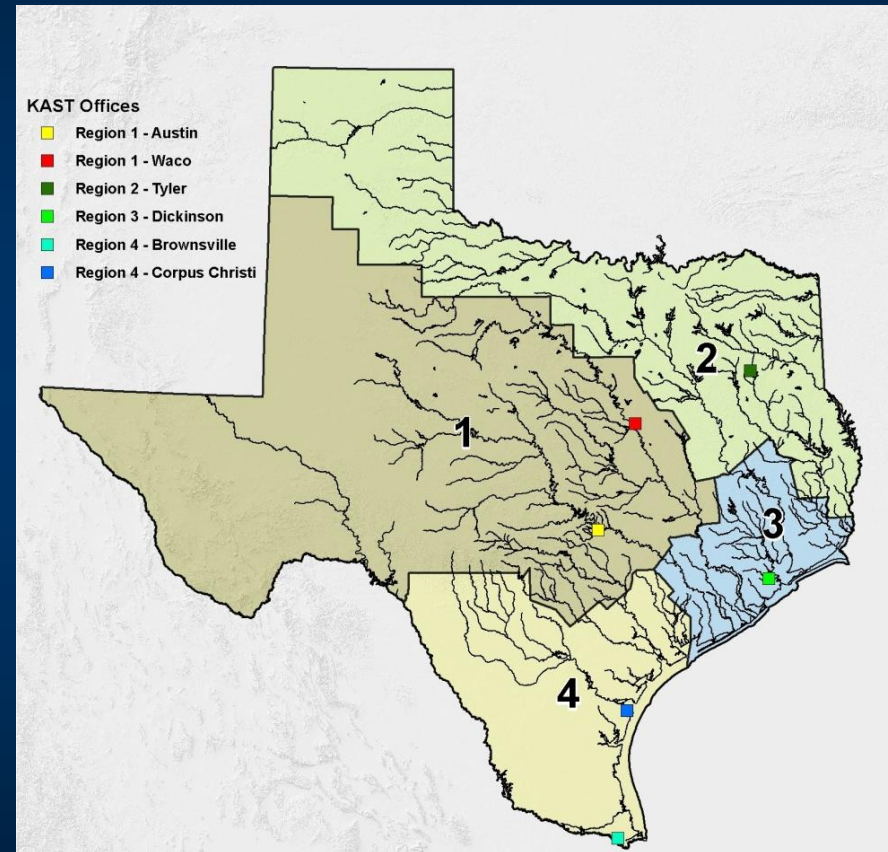 KAST Offices
Region 1 - Austin
Region 1 - Waco
Region 2 - Tyler
Region 3 - Dickinson
Region 4 - Brownsville
Region 4 - Corpus Christi
2
1
3
4